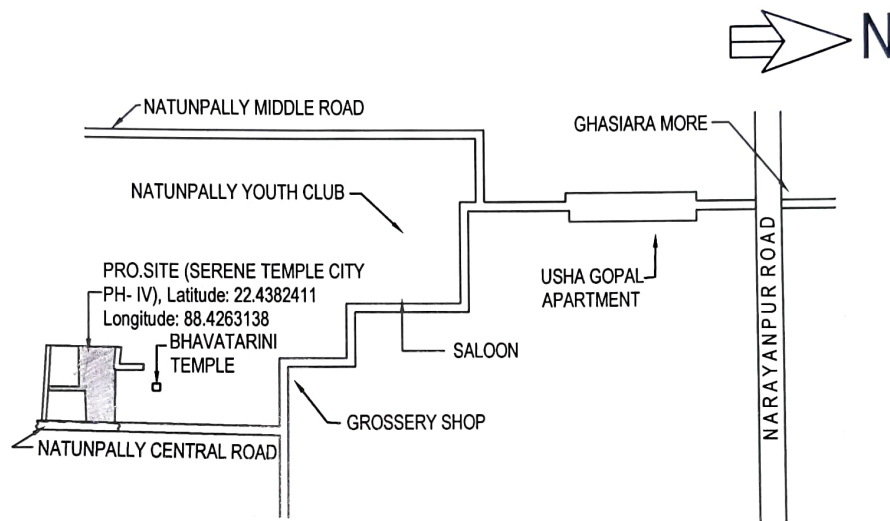 N
NATUNPALLY MIDDLE ROAD
GHASIARA MORE
NATUNPALLY YOUTH CLUB
PRO.SITE (SERENE TEMPLE CITY
PH- IV), Latitude: 22.4382411
Longitude: 88.4263138
BHAVATARINI
TEMPLE
USHA GOPAL
APARTMENT
NARAYANPUR ROAD
SALOON
GROSSERY SHOP
NATUNPALLY CENTRAL ROAD